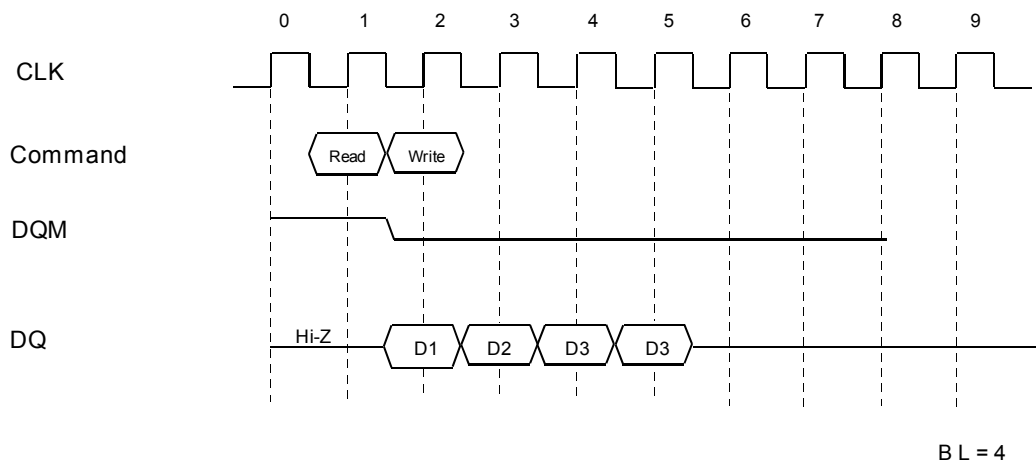 0 1 2 3 4 5 6 7 8 9
CLK
Command Read Write
DQM
DQ Hi-Z D1 D2 D3 D3
BL = 4